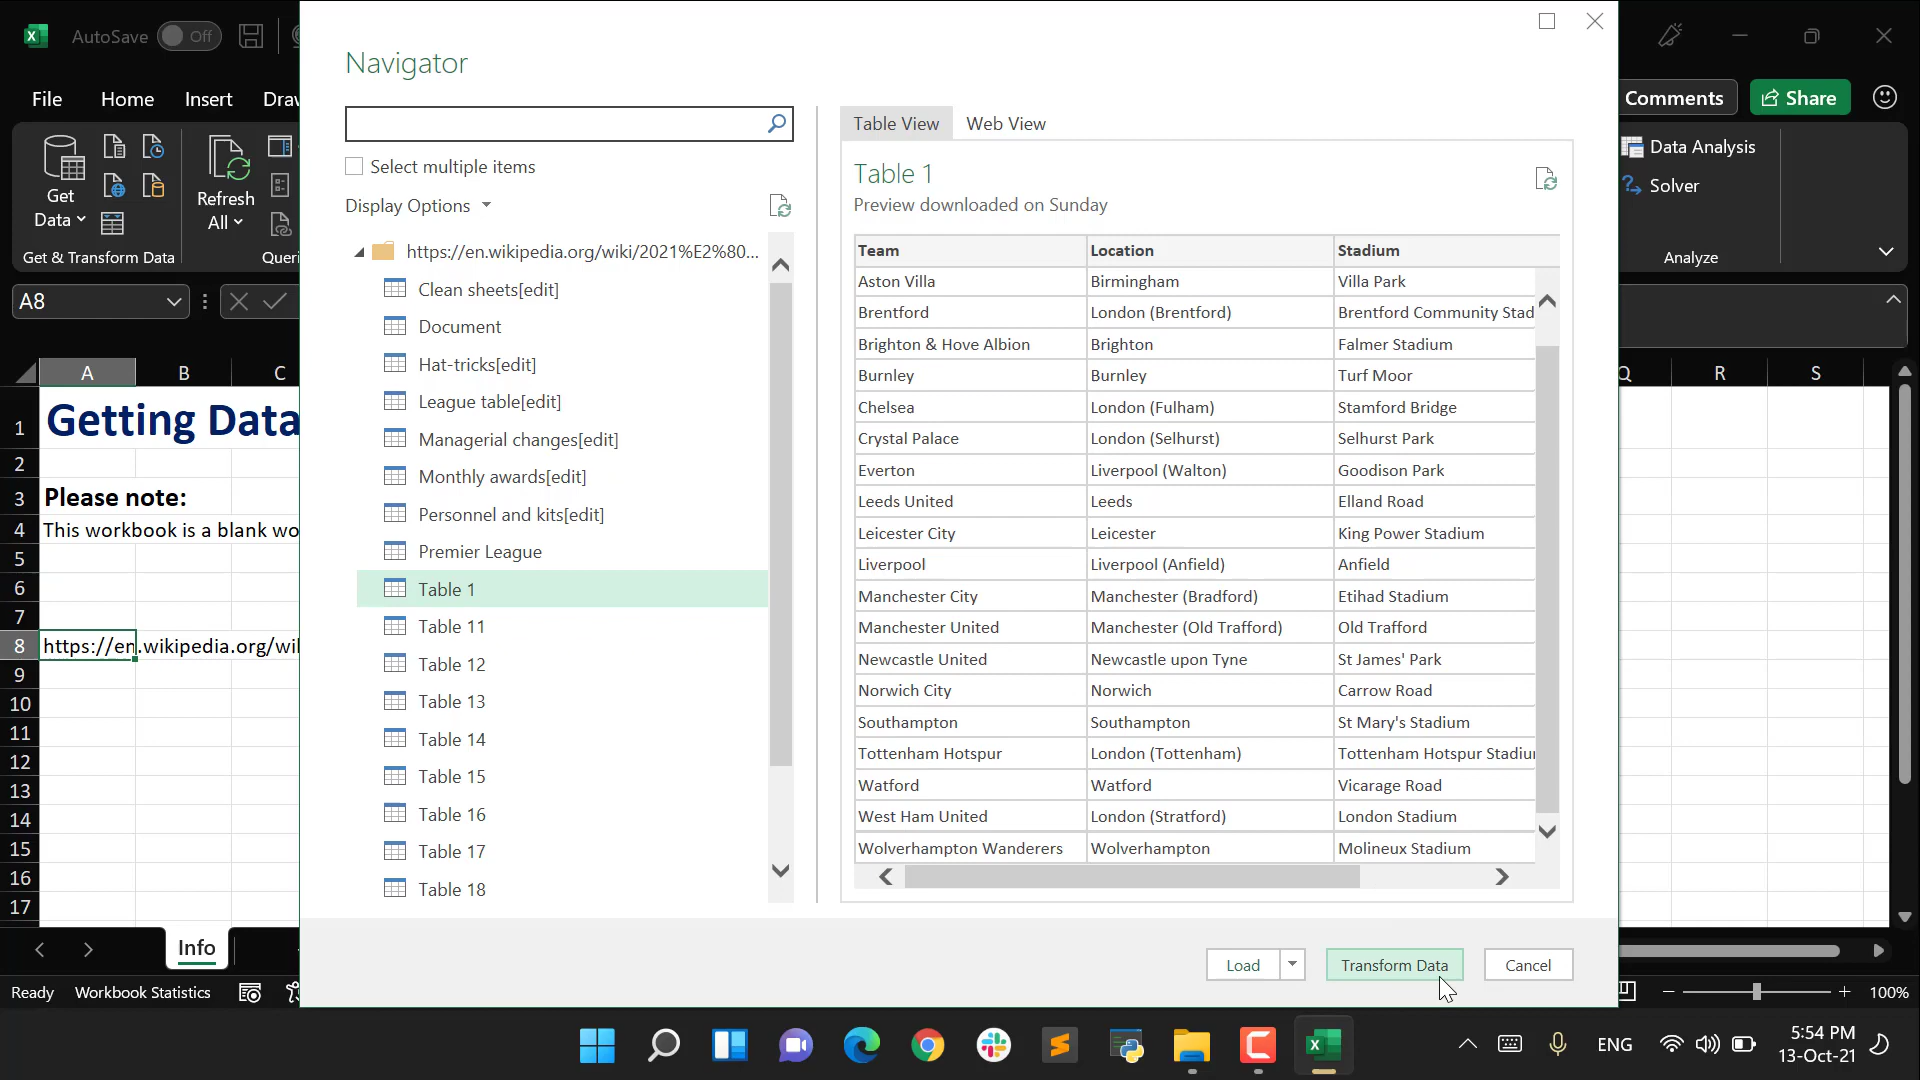 AutoSave Off
File Home Insert
Comments Share
Get
Data
Refresh
All
Get & Transform Data
Data Analysis
Solver
Analyze
A8
A B C Q R S
1 Getting Data
2
3 Please note:
4 This workbook is a blank
5
6
7
8 https://en.wikipedia.org/
9
10
11
12
13
14
15
16
17
Info
Ready Workbook Statistics
100%
Navigator
Select multiple items
Display Options
https://en.wikipedia.org/wiki/2021%E2%80...
Clean sheets[edit]
Document
Hat-tricks[edit]
League table[edit]
Managerial changes[edit]
Monthly awards[edit]
Personnel and kits[edit]
Premier League
Table 1
Table 11
Table 12
Table 13
Table 14
Table 15
Table 16
Table 17
Table 18
Table View Web View
Table 1
Preview downloaded on Sunday
Team Location Stadium
Aston Villa Birmingham Villa Park
Brentford London (Brentford) Brentford Community Stad
Brighton & Hove Albion Brighton Falmer Stadium
Burnley Burnley Turf Moor
Chelsea London (Fulham) Stamford Bridge
Crystal Palace London (Selhurst) Selhurst Park
Everton Liverpool (Walton) Goodison Park
Leeds United Leeds Elland Road
Leicester City Leicester King Power Stadium
Liverpool Liverpool (Anfield) Anfield
Manchester City Manchester (Bradford) Etihad Stadium
Manchester United Manchester (Old Trafford) Old Trafford
Newcastle United Newcastle upon Tyne St James' Park
Norwich City Norwich Carrow Road
Southampton Southampton St Mary's Stadium
Tottenham Hotspur London (Tottenham) Tottenham Hotspur Stadiu
Watford Watford Vicarage Road
West Ham United London (Stratford) London Stadium
Wolverhampton Wanderers Wolverhampton Molineux Stadium
Load Transform Data Cancel
ENG
5:54 PM
13-Oct-21